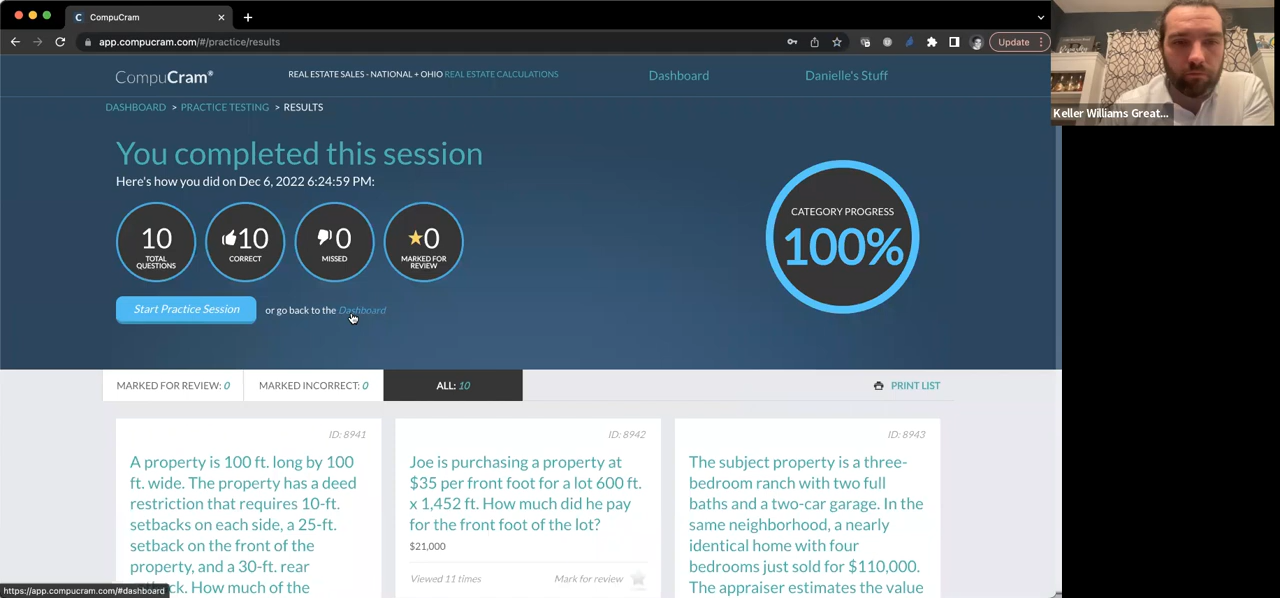 CompuCram
app.compucram.com/#/practice/results
Update
CompuCram®
REAL ESTATE SALES - NATIONAL + OHIO REAL ESTATE CALCULATIONS
Dashboard
Danielle's Stuff
Keller Williams Great...
DASHBOARD > PRACTICE TESTING > RESULTS
You completed this session
Here's how you did on Dec 6, 2022 6:24:59 PM:
10
TOTAL
QUESTIONS
10
CORRECT
0
MISSED
0
MARKED FOR
REVIEW
CATEGORY PROGRESS
100%
Start Practice Session
or go back to the Dashboard
MARKED FOR REVIEW: 0
MARKED INCORRECT: 0
ALL: 10
PRINT LIST
ID: 8941
A property is 100 ft. long by 100
ft. wide. The property has a deed
restriction that requires 10-ft.
setbacks on each side, a 25-ft.
setback on the front of the
property, and a 30-ft. rear
setback. How much of the
ID: 8942
Joe is purchasing a property at
$35 per front foot for a lot 600 ft.
x 1,452 ft. How much did he pay
for the front foot of the lot?
$21,000
Viewed 11 times
Mark for review
ID: 8943
The subject property is a three-
bedroom ranch with two full
baths and a two-car garage. In the
same neighborhood, a nearly
identical home with four
bedrooms just sold for $110,000.
The appraiser estimates the value
https://app.compucram.com/#dashboard